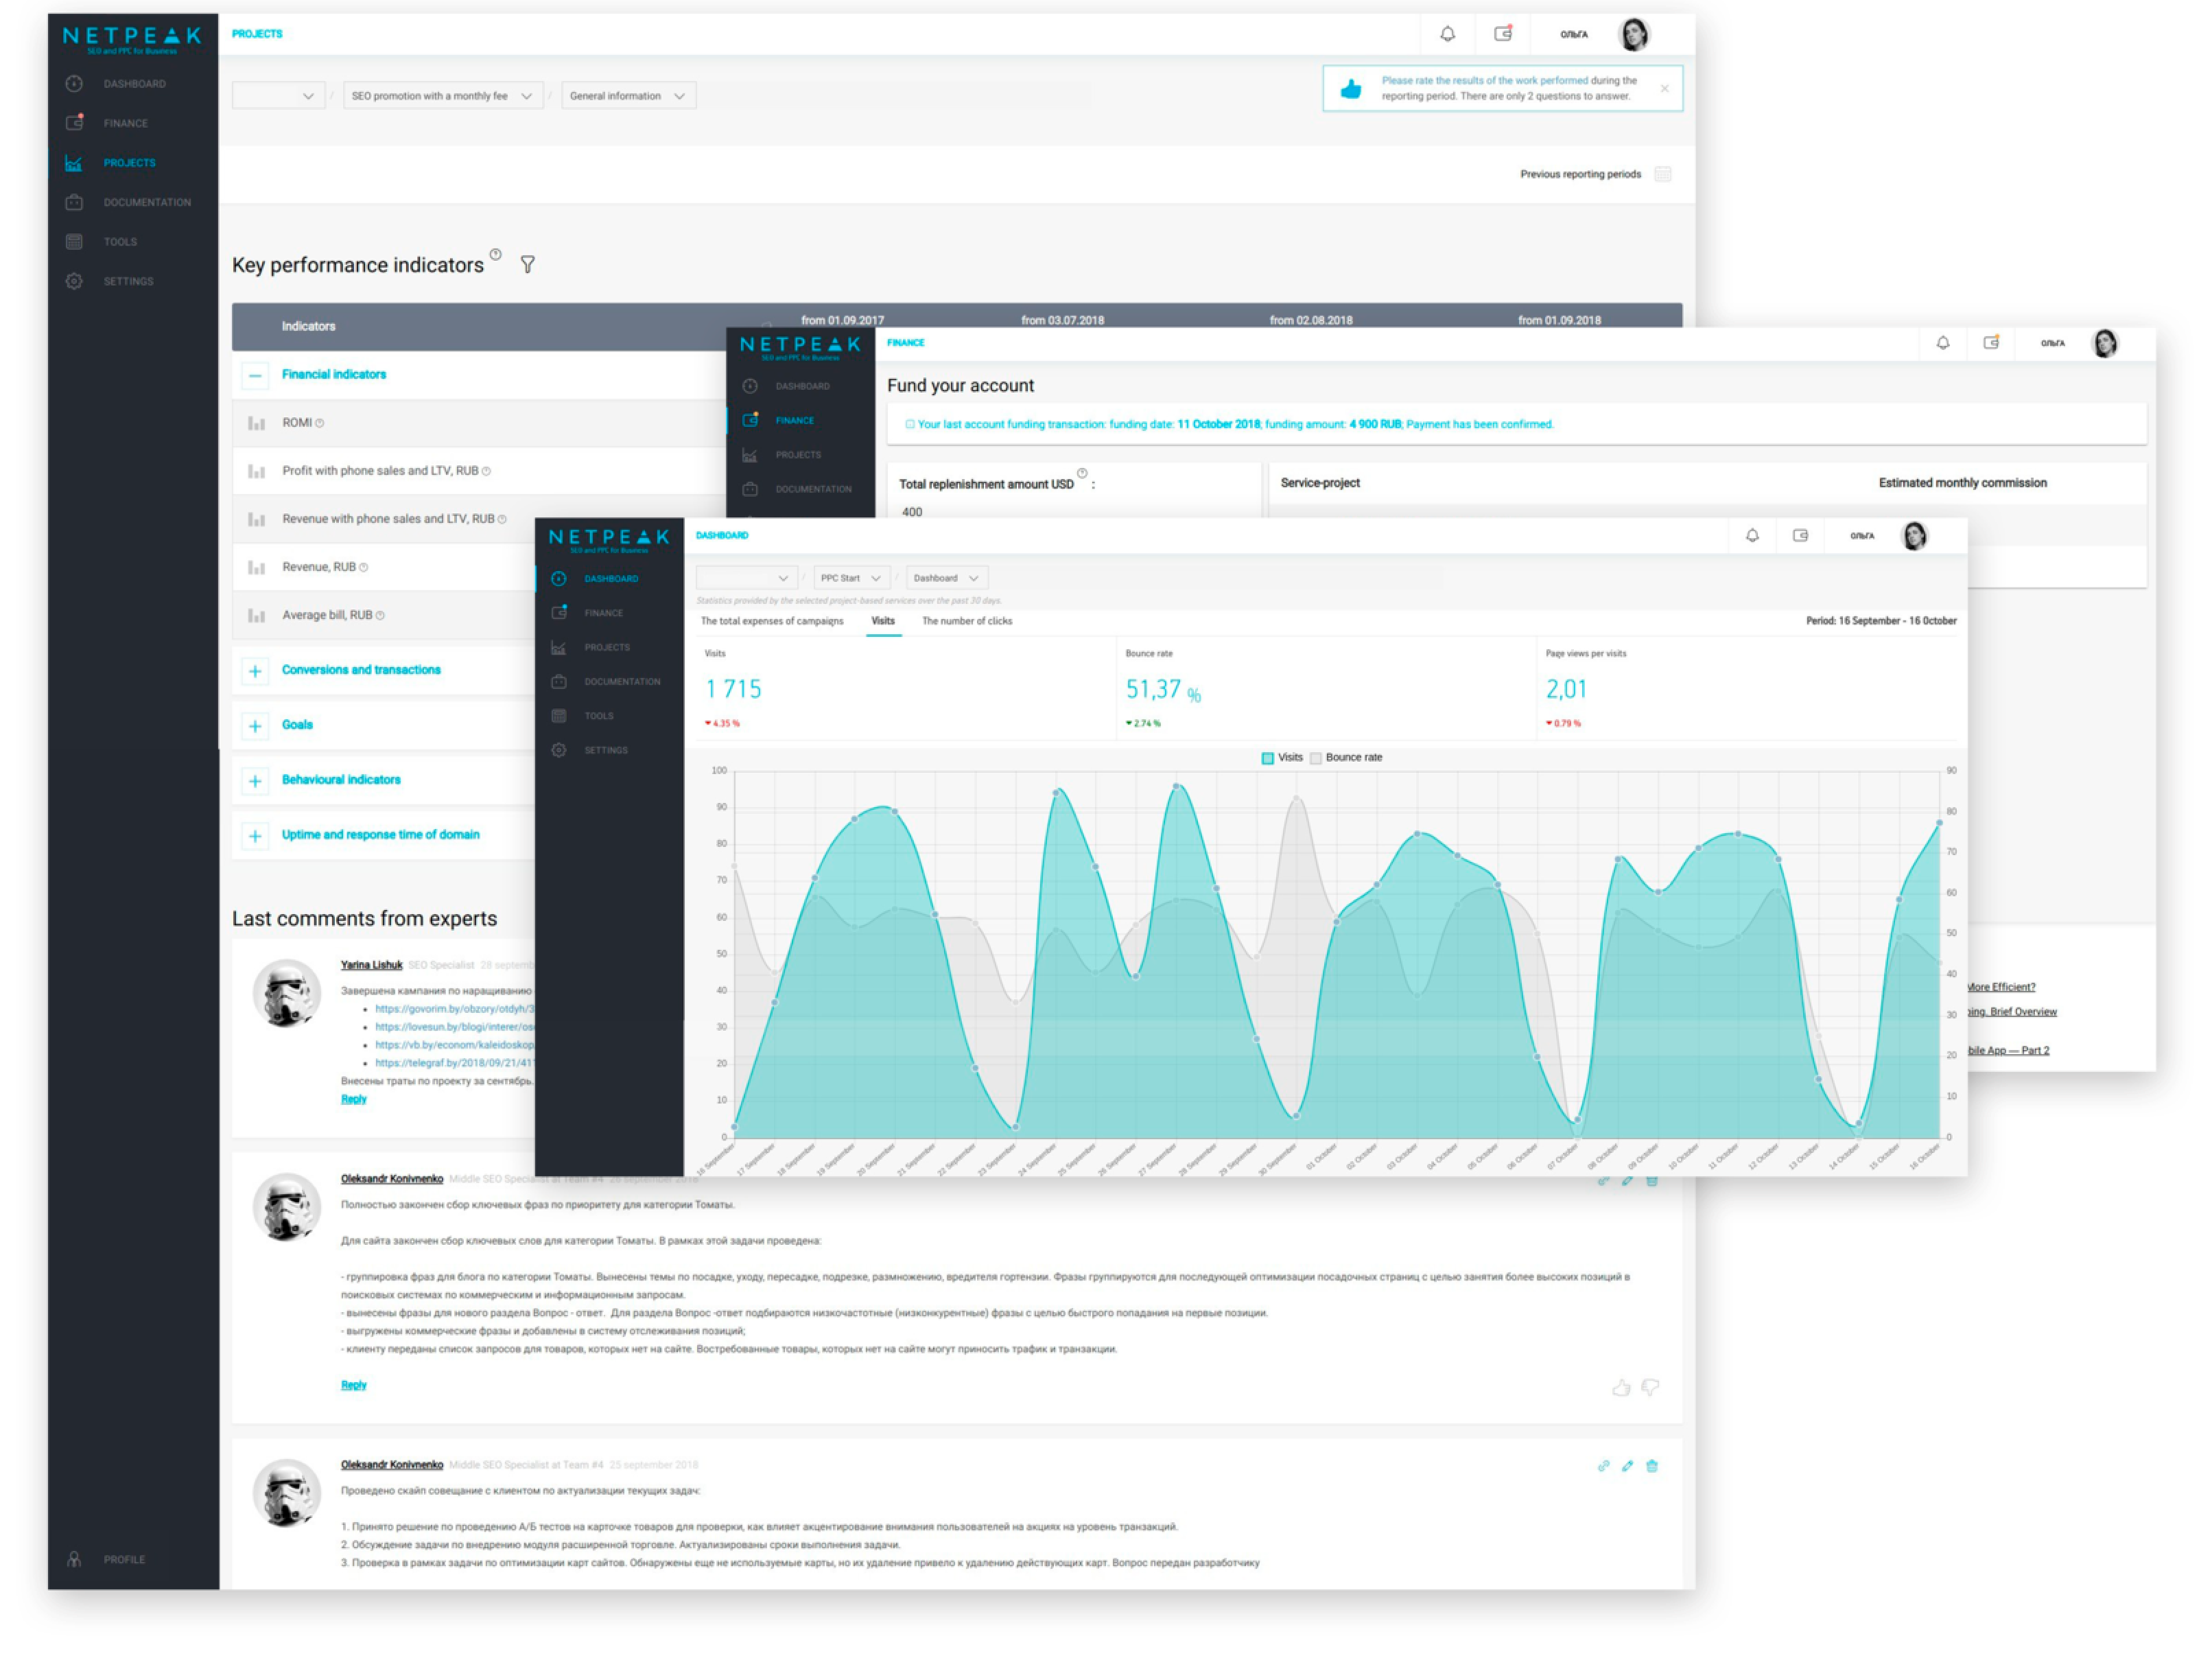 NETPEAK
SEO and PPC for Business
DASHBOARD
FINANCE
PROJECTS
DOCUMENTATION
TOOLS
SETTINGS
PROFILE
PROJECTS
ОЛЬГА
SEO promotion with a monthly fee
General information
Please rate the results of the work performed during the
reporting period. There are only 2 questions to answer.
Previous reporting periods
Key performance indicators
Indicators
from 01.09.2017
from 03.07.2018
from 02.08.2018
from 01.09.2018
Financial indicators
ROMI
Profit with phone sales and LTV, RUB
Revenue with phone sales and LTV, RUB
Revenue, RUB
Average bill, RUB
Conversions and transactions
Goals
Behavioural indicators
Uptime and response time of domain
Last comments from experts
Yarina Lishuk SEO Specialist 28
Завершена кампания по наращиванию
https://govorim.by/obzory/otdyh/3
https://lovesun.by/blogi/interer/os
https://vb.by/econom/kaleidoskop
https://telegraf.by/2018/09/21/41
Внесены траты по проекту за сентябрь.
Reply
Oleksandr Konivnenko Middle SEO Specialist at Team #4
Полностью закончен сбор ключевых фраз по приоритету для категории Томаты.
Для сайта закончен сбор ключевых слов для категории Томаты. В рамках этой задачи проведена:
- группировка фраз для блога по категории Томаты. Вынесены темы по посадке, уходу, пересадке, подрезке, размножению, вредителя гортензии. Фразы группируются для последующей оптимизации посадочных страниц с целью занятия более высоких позиций в
поисковых системах по коммерческим и информационным запросам.
- вынесены фразы для нового раздела Вопрос - ответ. Для раздела Вопрос -ответ подбираются низкочастотные (низконкурентные) фразы с целью быстрого попадания на первые позиции.
- выгружены коммерческие фразы и добавлены в систему отслеживания позиций;
- клиенту переданы список запросов для товаров, которых нет на сайте. Востребованные товары, которых нет на сайте могут приносить трафик и транзакции.
Reply
Oleksandr Konivnenko Middle SEO Specialist at Team #4 25 september 2018
Проведено скайп совещание с клиентом по актуализации текущих задач:
1. Принято решение по проведению А/Б тестов на карточке товаров для проверки, как влияет акцентирование внимания пользователей на акциях на уровень транзакций.
2. Обсуждение задачи по внедрению модуля расширенной торговле. Актуализированы сроки выполнения задачи.
3. Проверка в рамках задачи по оптимизации карт сайтов. Обнаружены еще не используемые карты, но их удаление привело к удалению действующих карт. Вопрос передан разработчику
NETPEAK
SEO and PPC for Business
DASHBOARD
FINANCE
PROJECTS
DOCUMENTATION
FINANCE
ОЛЬГА
Fund your account
Your last account funding transaction: funding date: 11 October 2018; funding amount: 4 900 RUB; Payment has been confirmed.
Total replenishment amount USD :
400
Service-project
Estimated monthly commission
More Efficient?
ping. Brief Overview
bile App — Part 2
NETPEAK
SEO and PPC for Business
DASHBOARD
FINANCE
PROJECTS
DOCUMENTATION
TOOLS
SETTINGS
DASHBOARD
ОЛЬГА
PPC Start
Dashboard
Statistics provided by the selected project-based services over the past 30 days.
The total expenses of campaigns
Visits
The number of clicks
Period: 16 September - 16 October
Visits
1 715
4.35 %
Bounce rate
51,37 %
2.74 %
Page views per visits
2,01
0.79 %
Visits
Bounce rate
100
90
80
70
60
50
40
30
20
10
0
90
80
70
60
50
40
30
20
10
0
16 September
17 September
18 September
19 September
20 September
21 September
22 September
23 September
24 September
25 September
26 September
27 September
28 September
29 September
30 September
01 October
02 October
03 October
04 October
05 October
06 October
07 October
08 October
09 October
10 October
11 October
12 October
13 October
14 October
15 October
16 October